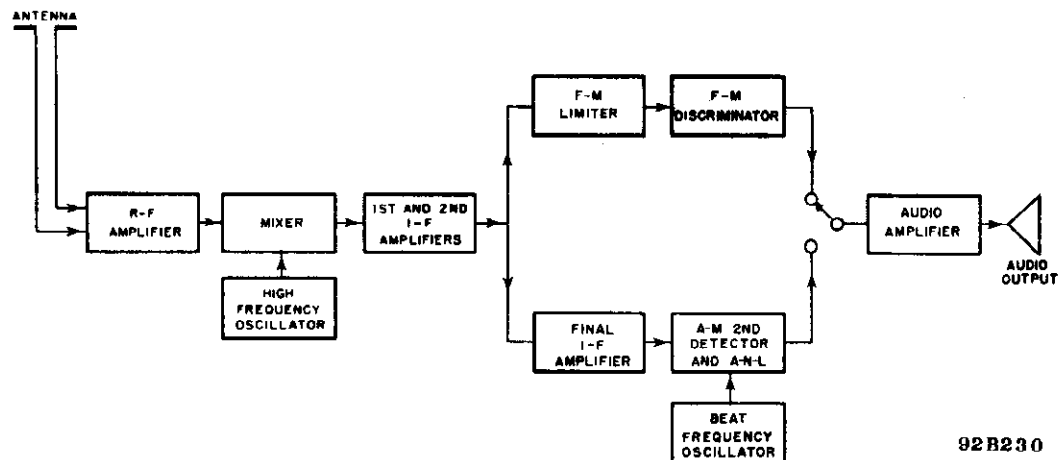 ANTENNA
F-M
LIMITER
F-M
DISCRIMINATOR
R-F
AMPLIFIER
MIXER
1ST AND 2ND
I-F
AMPLIFIERS
AUDIO
AMPLIFIER
AUDIO
OUTPUT
HIGH
FREQUENCY
OSCILLATOR
FINAL
I-F
AMPLIFIER
A-M 2ND
DETECTOR
AND A-N-L
BEAT
FREQUENCY
OSCILLATOR
92B230